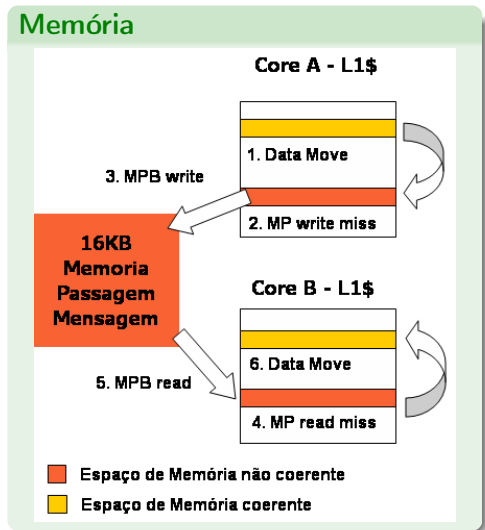 Memória
Core A - L1$
1. Data Move
3. MPB write
2. MP write miss
16KB
Memoria
Passagem
Mensagem
Core B - L1$
6. Data Move
5. MPB read
4. MP read miss
Espaço de Memória não coerente
Espaço de Memória coerente